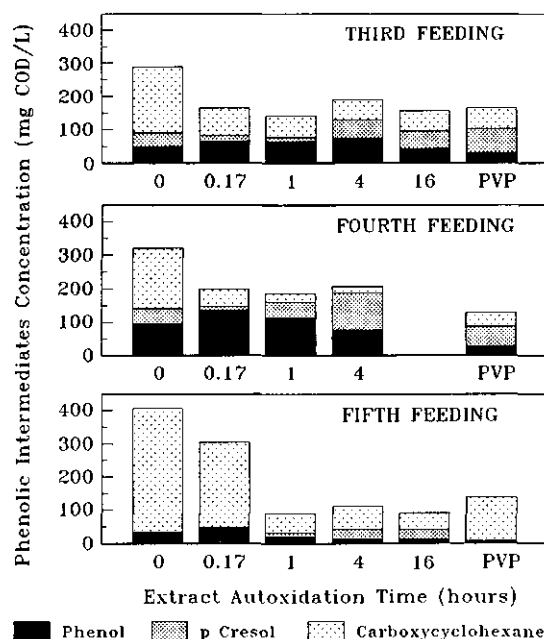 Phenolic Intermediates Concentration (mg COD/L)
THIRD FEEDING
400
300
200
100
0
0 0.17 1 4 16 PVP
FOURTH FEEDING
400
300
200
100
0
0 0.17 1 4 PVP
FIFTH FEEDING
400
300
200
100
0
0 0.17 1 4 16 PVP
Extract Autoxidation Time (hours)
Phenol p Cresol Carboxycyclohexane